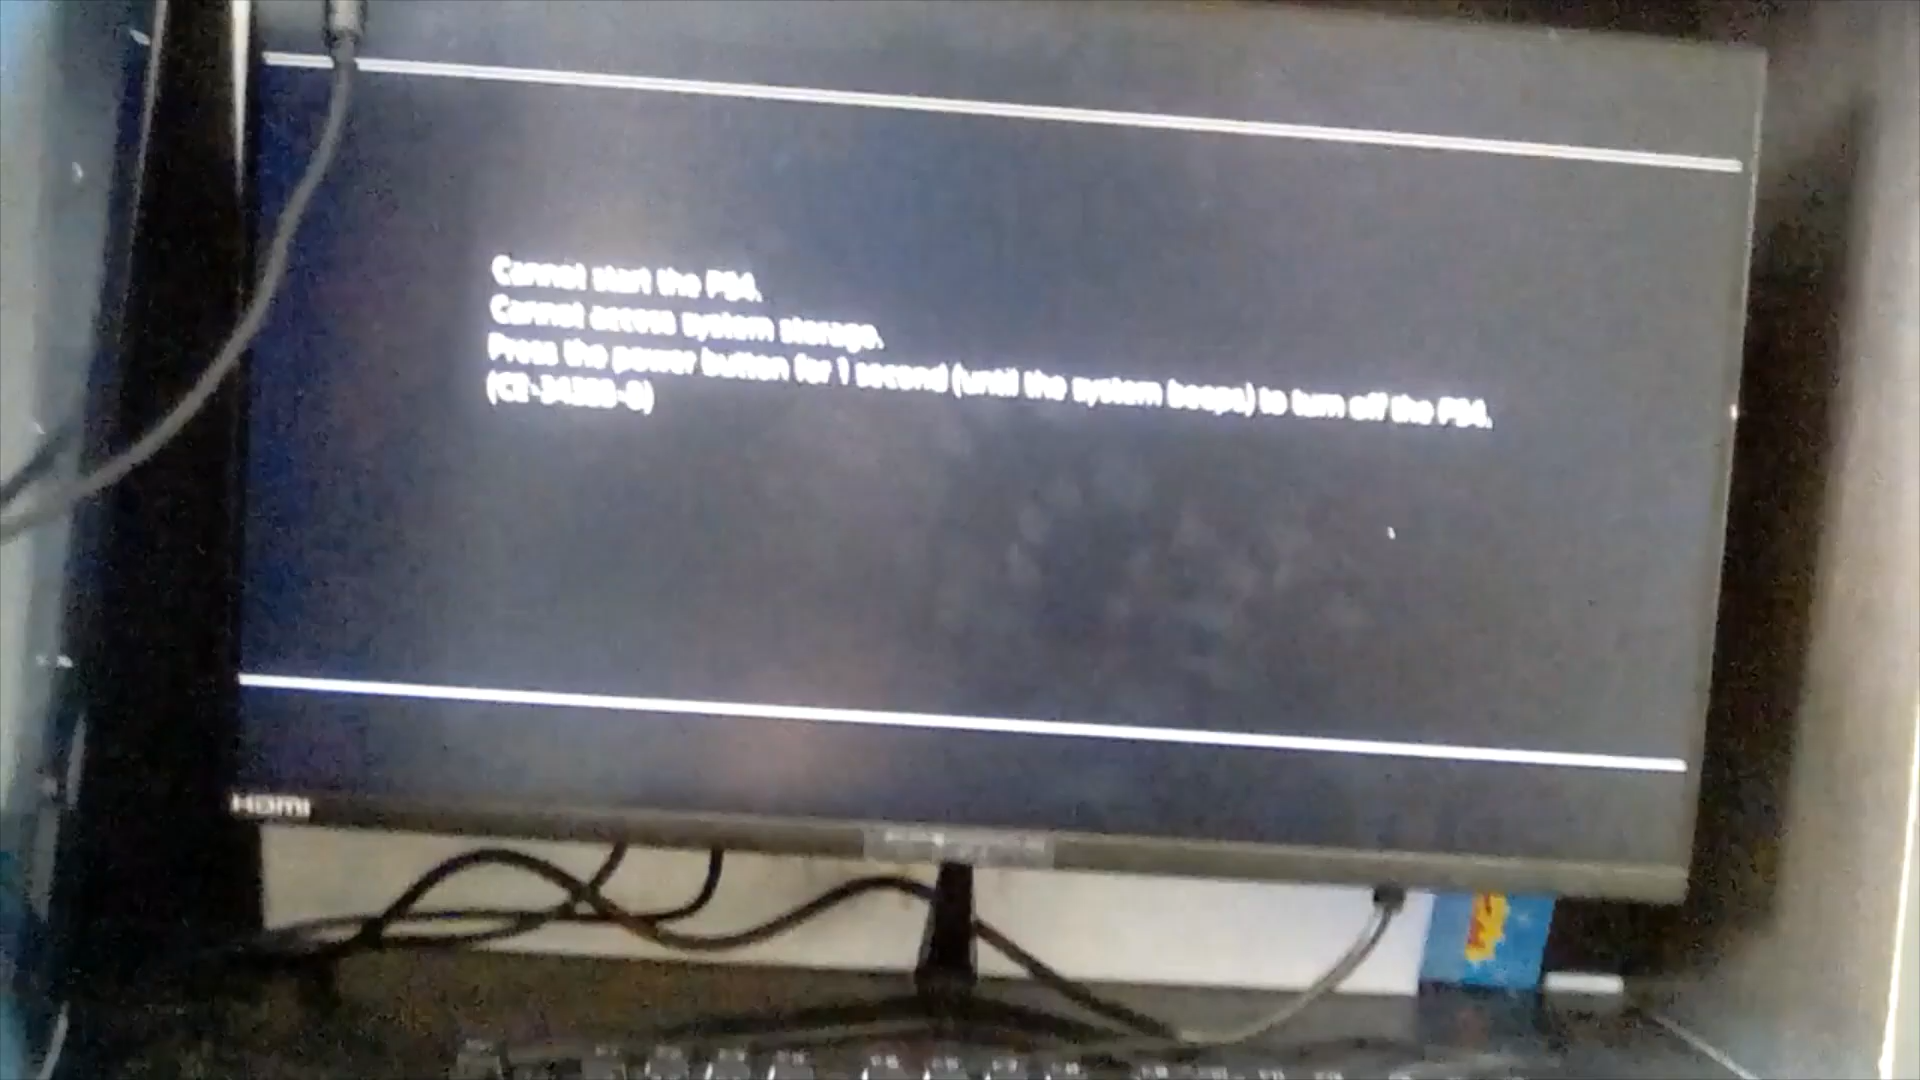 Cannot start the PS4.
Cannot access system storage.
Press the power button for 1 second (until the system beeps) to turn off the PS4.
HDMI